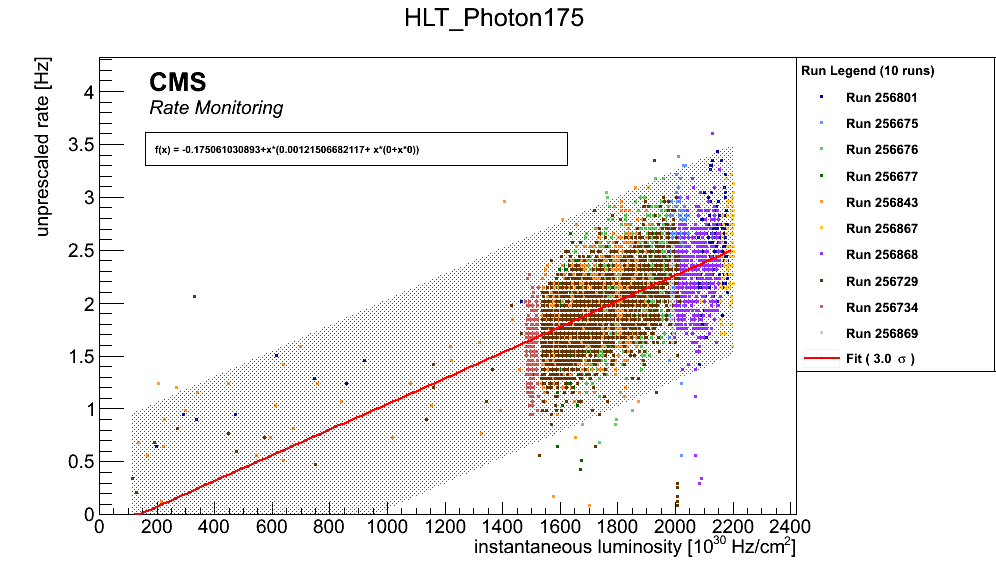 HLT_Photon175
CMS
Rate Monitoring
f(x) = -0.175061030893+x*(0.00121506682117+ x*(0+x*0))
unprescaled rate [Hz]
4
3.5
3
2.5
2
1.5
1
0.5
0
0 200 400 600 800 1000 1200 1400 1600 1800 2000 2200 2400
instantaneous luminosity [10³⁰ Hz/cm²]
Run Legend (10 runs)
Run 256801
Run 256675
Run 256676
Run 256677
Run 256843
Run 256867
Run 256868
Run 256729
Run 256734
Run 256869
Fit ( 3.0 σ )